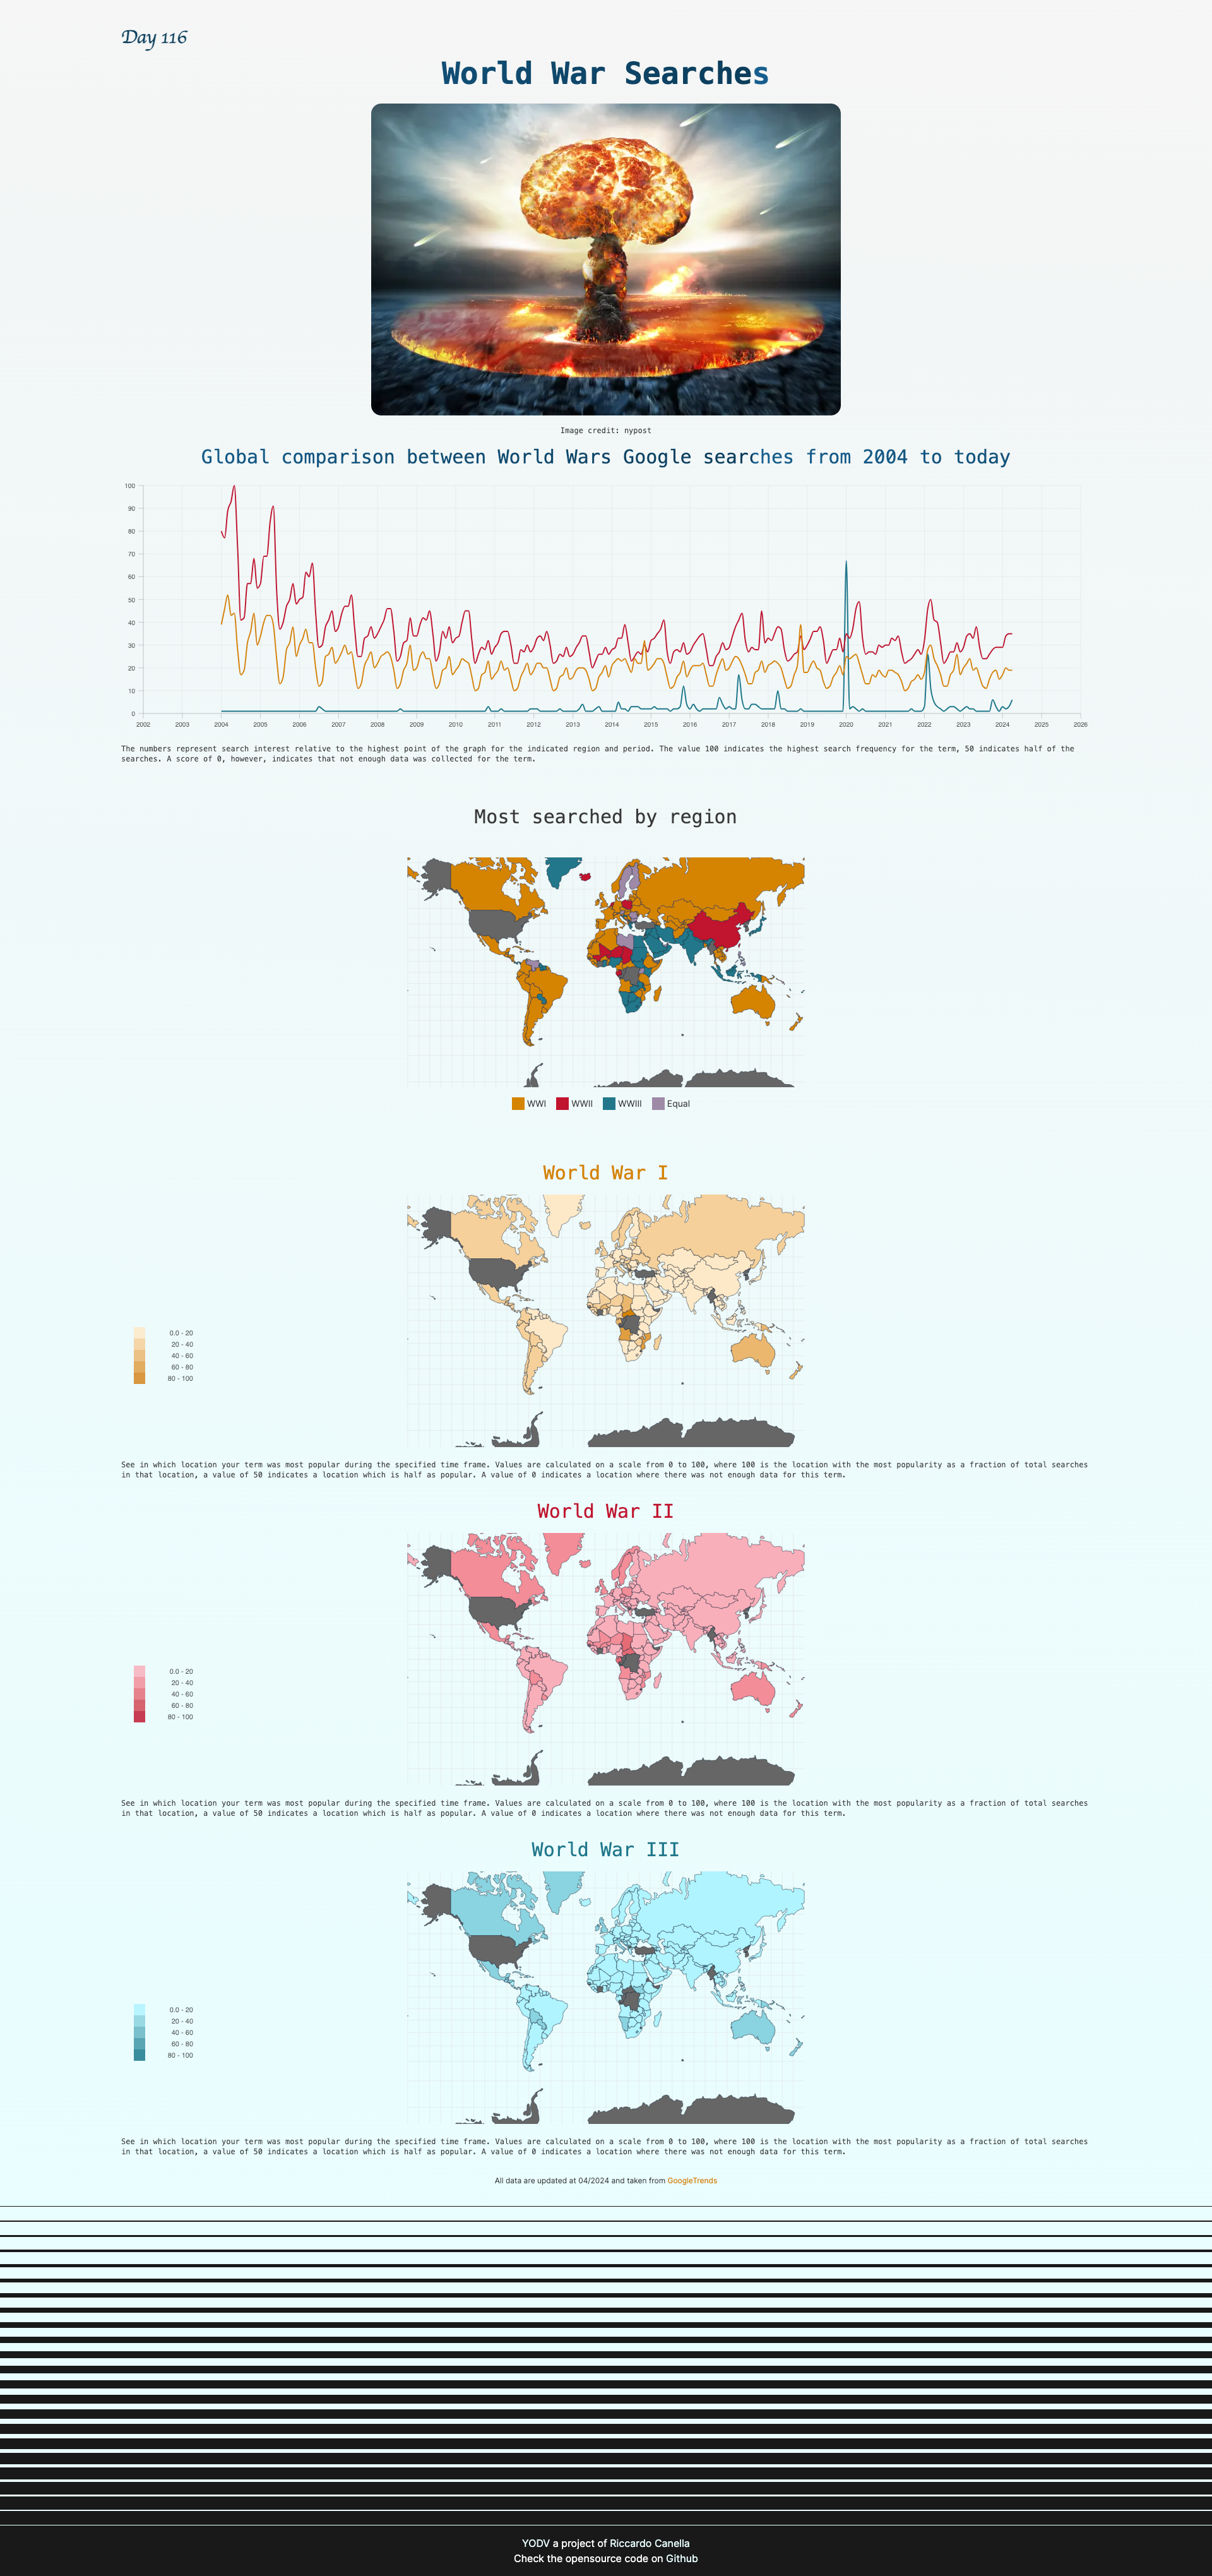 Day 116
World War Searches
Image credit: nypost
Global comparison between World Wars Google searches from 2004 to today
100
90
80
70
60
50
40
30
20
10
0
2002 2003 2004 2005 2006 2007 2008 2009 2010 2011 2012 2013 2014 2015 2016 2017 2018 2019 2020 2021 2022 2023 2024 2025 2026
The numbers represent search interest relative to the highest point of the graph for the indicated region and period. The value 100 indicates the highest search frequency for the term, 50 indicates half of the
searches. A score of 0, however, indicates that not enough data was collected for the term.
Most searched by region
WWI WWII WWIII Equal
World War I
0.0 - 20
20 - 40
40 - 60
60 - 80
80 - 100
See in which location your term was most popular during the specified time frame. Values are calculated on a scale from 0 to 100, where 100 is the location with the most popularity as a fraction of total searches
in that location, a value of 50 indicates a location which is half as popular. A value of 0 indicates a location where there was not enough data for this term.
World War II
0.0 - 20
20 - 40
40 - 60
60 - 80
80 - 100
See in which location your term was most popular during the specified time frame. Values are calculated on a scale from 0 to 100, where 100 is the location with the most popularity as a fraction of total searches
in that location, a value of 50 indicates a location which is half as popular. A value of 0 indicates a location where there was not enough data for this term.
World War III
0.0 - 20
20 - 40
40 - 60
60 - 80
80 - 100
See in which location your term was most popular during the specified time frame. Values are calculated on a scale from 0 to 100, where 100 is the location with the most popularity as a fraction of total searches
in that location, a value of 50 indicates a location which is half as popular. A value of 0 indicates a location where there was not enough data for this term.
All data are updated at 04/2024 and taken from GoogleTrends
YODV a project of Riccardo Canella
Check the opensource code on Github